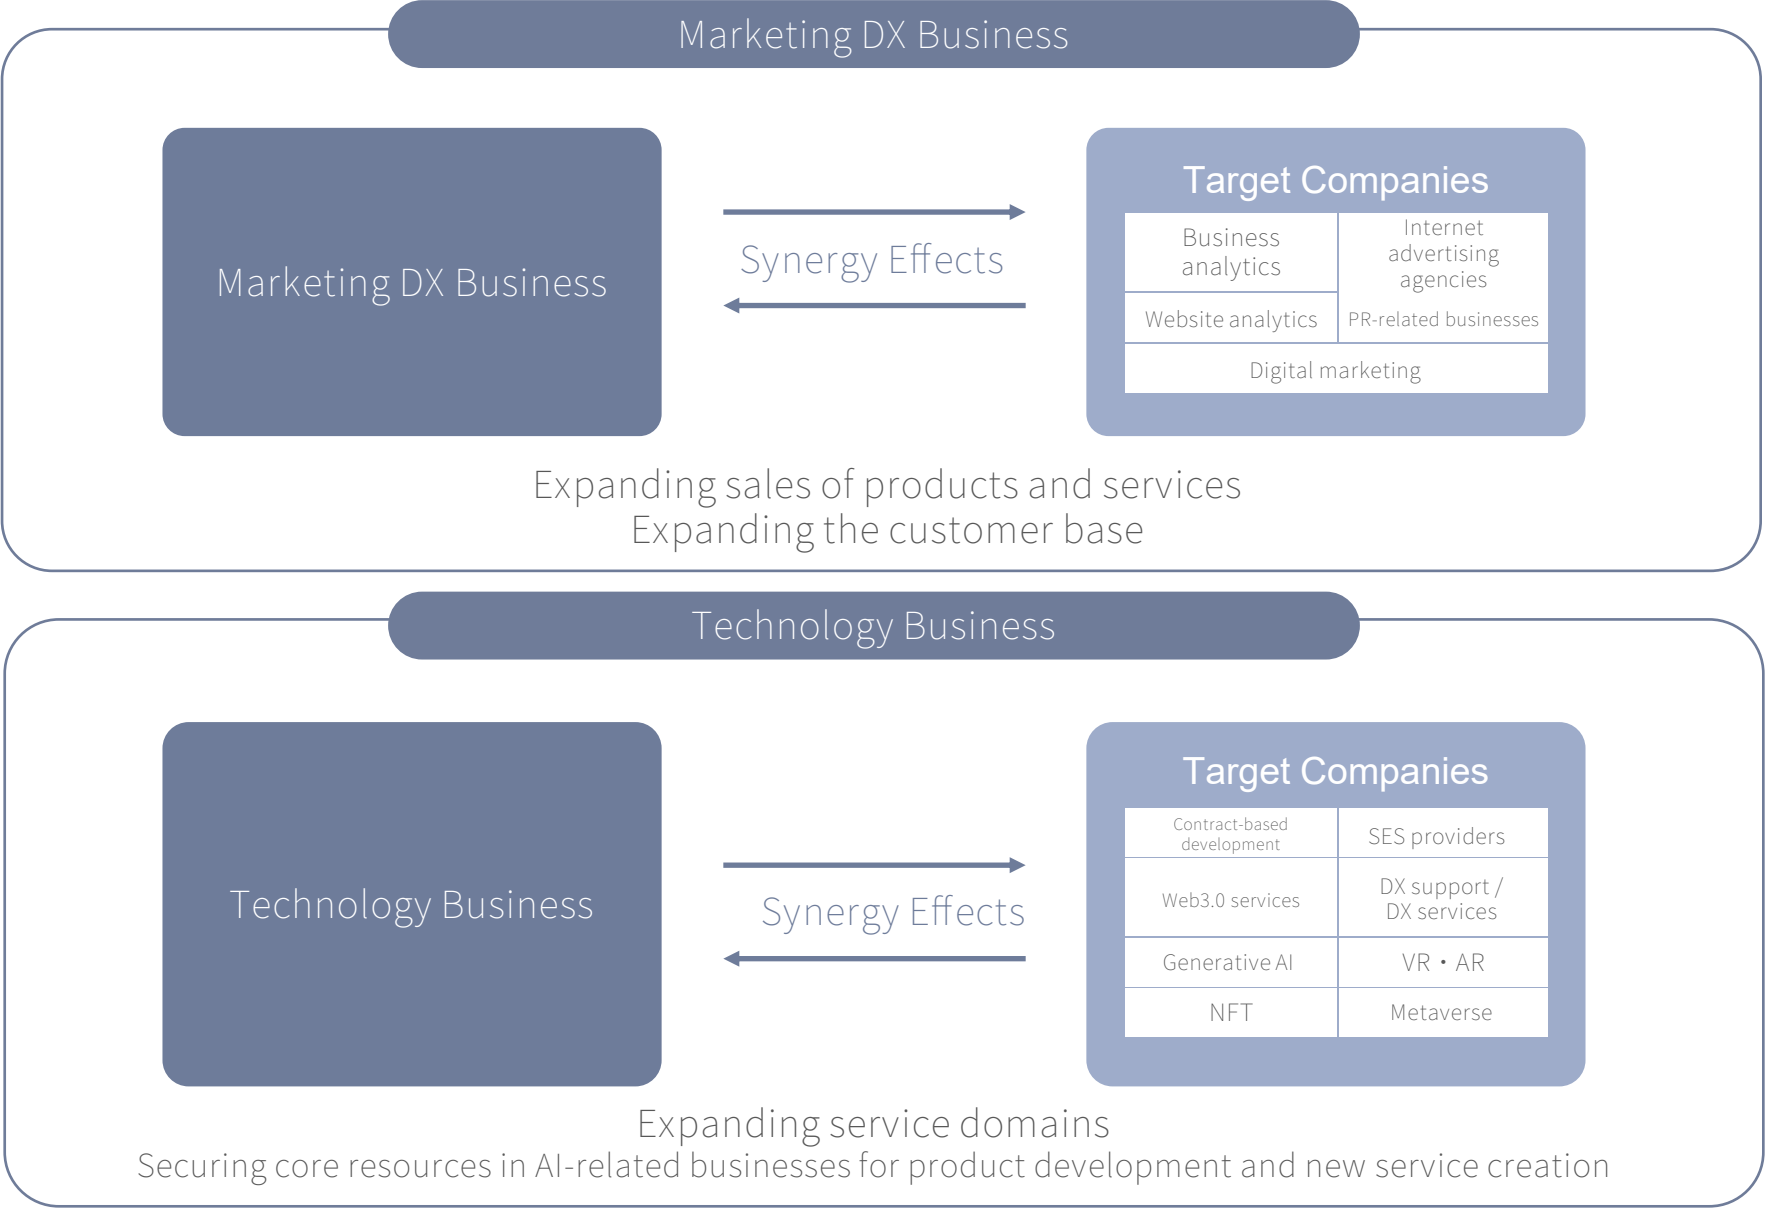 Marketing DX Business
Marketing DX Business
Synergy Effects
Target Companies
Business
analytics
Internet
advertising
agencies
Website analytics
PR-related businesses
Digital marketing
Expanding sales of products and services
Expanding the customer base
Technology Business
Technology Business
Synergy Effects
Target Companies
Contract-based
development
SES providers
Web3.0 services
DX support /
DX services
Generative AI
VR・AR
NFT
Metaverse
Expanding service domains
Securing core resources in AI-related businesses for product development and new service creation